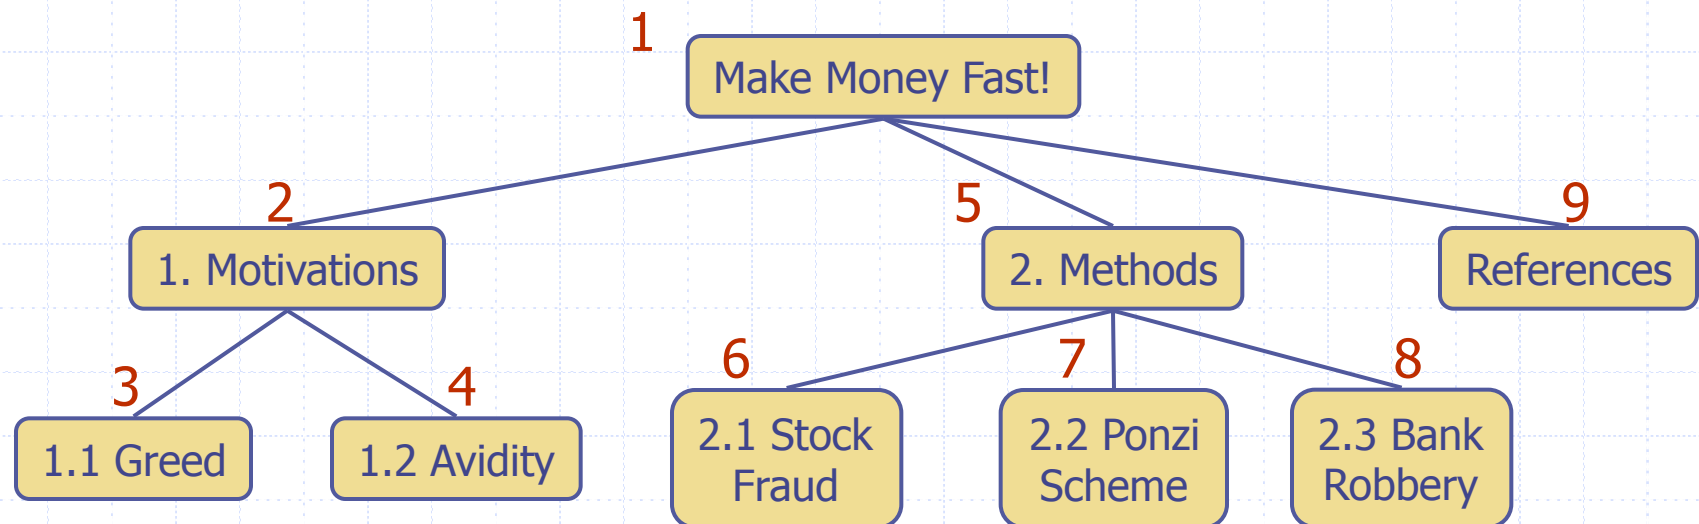 1
Make Money Fast!
2
5
9
1. Motivations
2. Methods
References
3
4
6
7
8
1.1 Greed
1.2 Avidity
2.1 Stock
Fraud
2.2 Ponzi
Scheme
2.3 Bank
Robbery